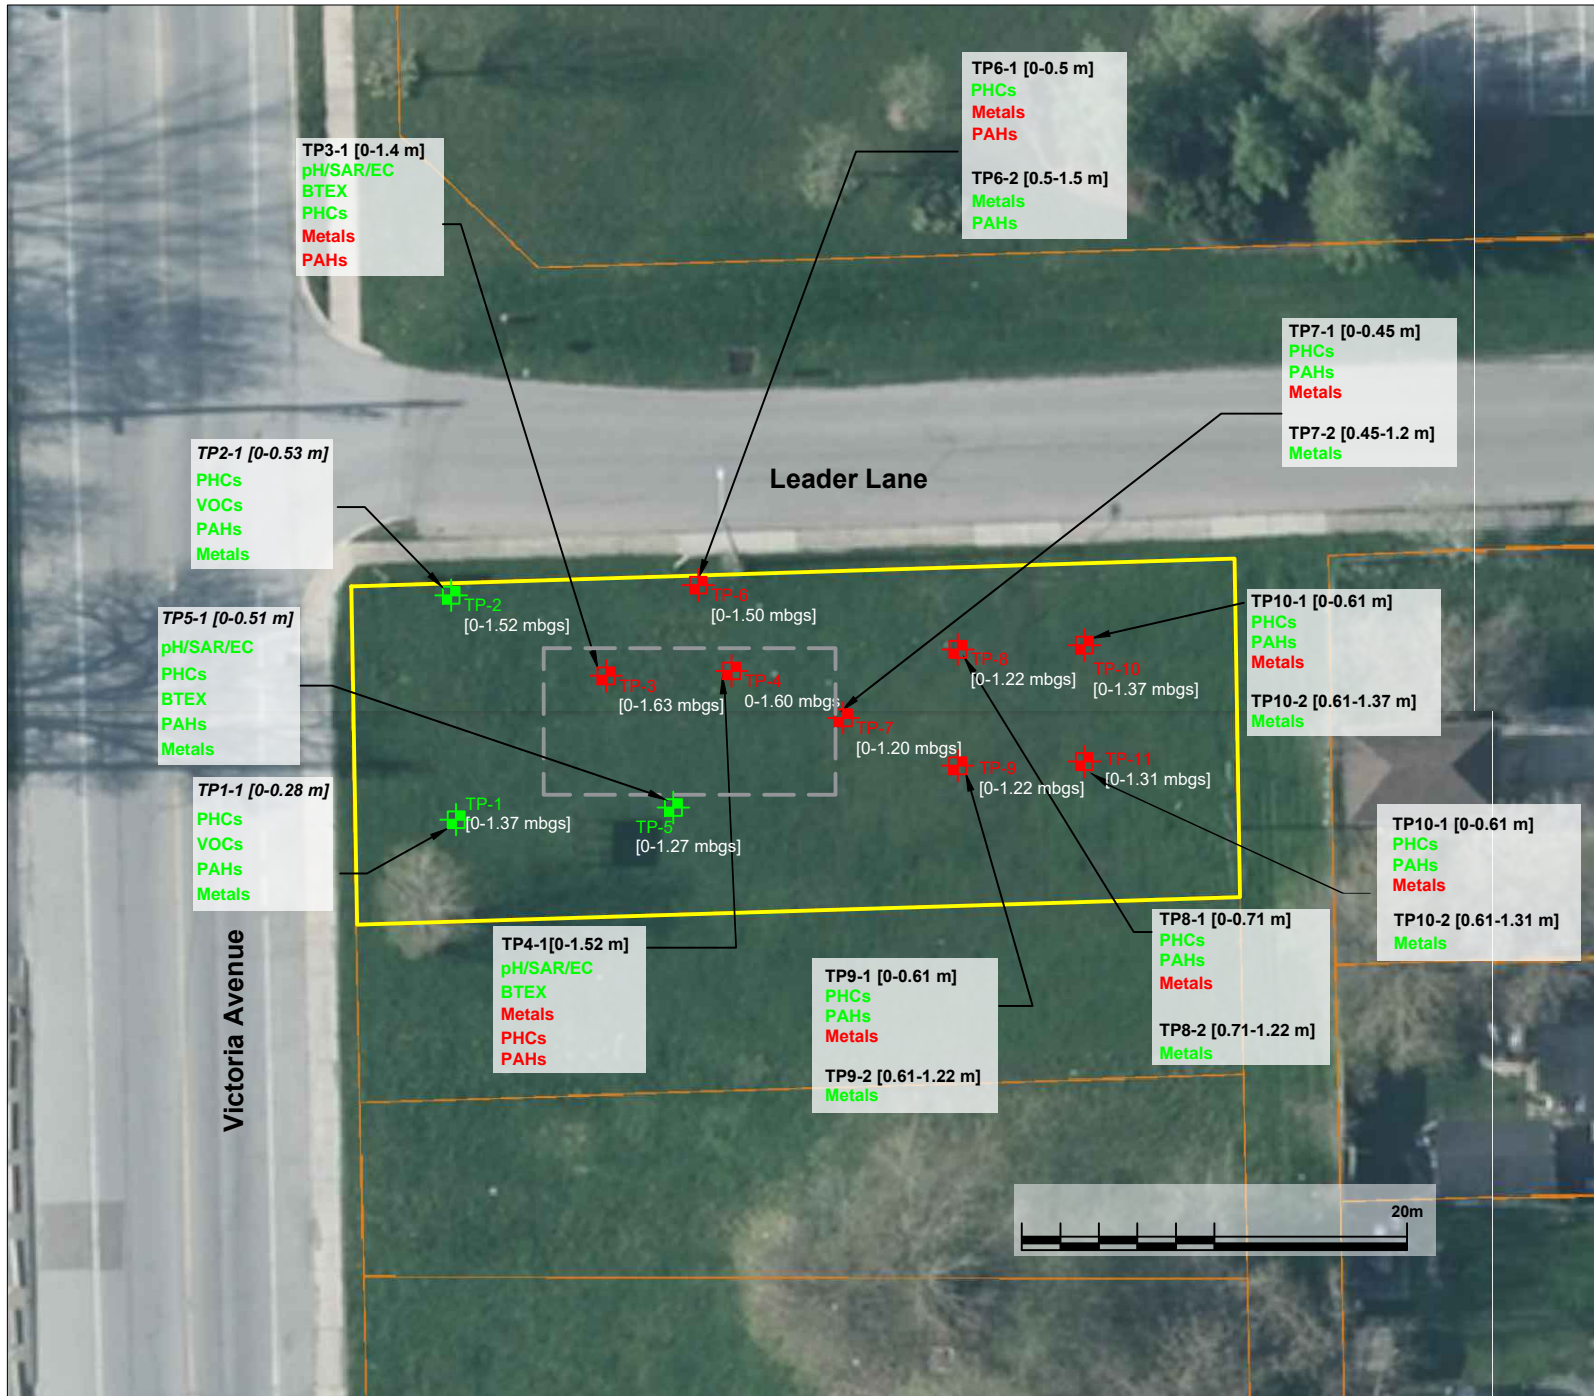 TP6-1 [0-0.5 m]
PHCs
Metals
PAHs
TP6-2 [0.5-1.5 m]
Metals
PAHs
TP3-1 [0-1.4 m]
pH/SAR/EC
BTEX
PHCs
Metals
PAHs
TP7-1 [0-0.45 m]
PHCs
PAHs
Metals
TP7-2 [0.45-1.2 m]
Metals
TP2-1 [0-0.53 m]
PHCs
VOCs
PAHs
Metals
Leader Lane
TP5-1 [0-0.51 m]
pH/SAR/EC
PHCs
BTEX
PAHs
Metals
TP1-1 [0-0.28 m]
PHCs
VOCs
PAHs
Metals
TP-2
[0-1.52 mbgs]
TP-6
[0-1.50 mbgs]
TP-3
[0-1.63 mbgs]
TP-4
0-1.60 mbgs
TP-7
[0-1.20 mbgs]
TP-8
[0-1.22 mbgs]
TP-10
[0-1.37 mbgs]
TP-9
[0-1.22 mbgs]
TP-11
[0-1.31 mbgs]
TP-1
[0-1.37 mbgs]
TP-5
[0-1.27 mbgs]
TP10-1 [0-0.61 m]
PHCs
PAHs
Metals
TP10-2 [0.61-1.37 m]
Metals
TP10-1 [0-0.61 m]
PHCs
PAHs
Metals
TP10-2 [0.61-1.31 m]
Metals
TP4-1[0-1.52 m]
pH/SAR/EC
BTEX
Metals
PHCs
PAHs
TP9-1 [0-0.61 m]
PHCs
PAHs
Metals
TP9-2 [0.61-1.22 m]
Metals
TP8-1 [0-0.71 m]
PHCs
PAHs
Metals
TP8-2 [0.71-1.22 m]
Metals
Victoria Avenue
20m